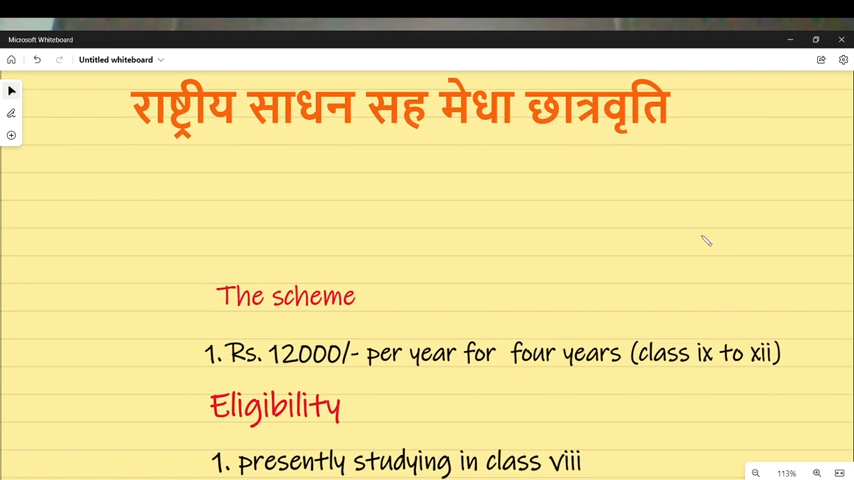 Microsoft Whiteboard
Untitled whiteboard
राष्ट्रीय साधन सह मेधा छात्रवृति
The scheme
1. Rs. 12000/- per year for four years (class ix to xii)
Eligibility
1. presently studying in class viii
113%